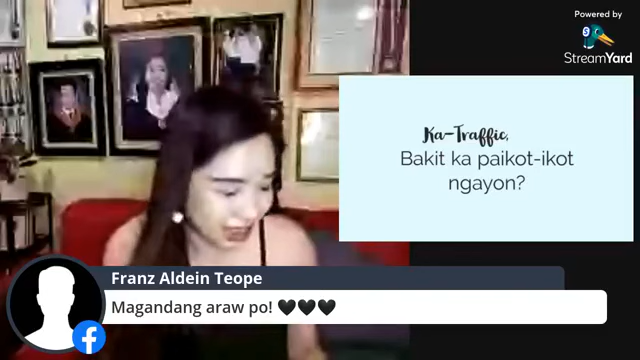 Powered by
StreamYard
Ka-Traffic,
Bakit ka paikot-ikot
ngayon?
Franz Aldein Teope
Magandang araw po! 🖤🖤🖤